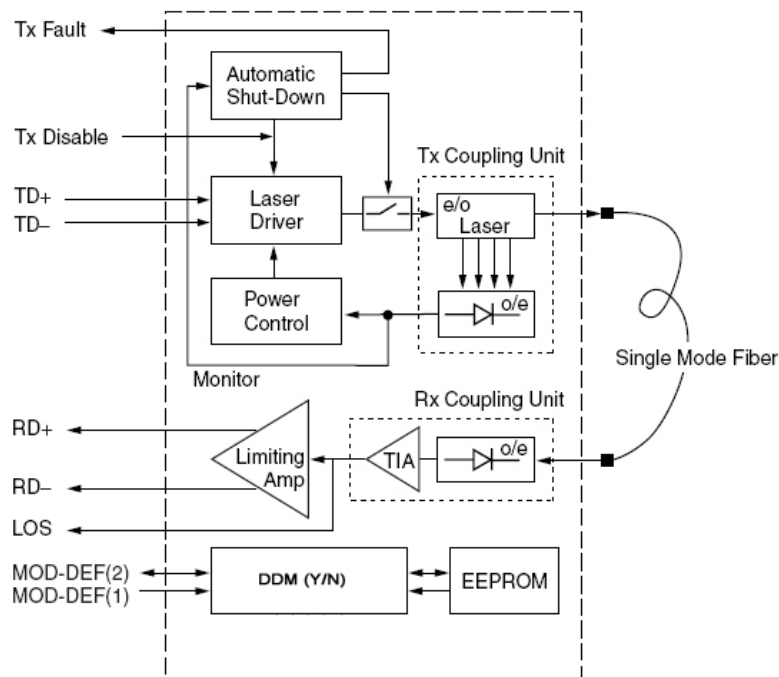 Tx Fault
Automatic
Shut-Down
Tx Disable
Tx Coupling Unit
TD+
TD–
Laser
Driver
e/o
Laser
Power
Control
o/e
Monitor
Single Mode Fiber
Rx Coupling Unit
RD+
RD–
Limiting
Amp
TIA
o/e
LOS
MOD-DEF(2)
MOD-DEF(1)
DDM (Y/N)
EEPROM